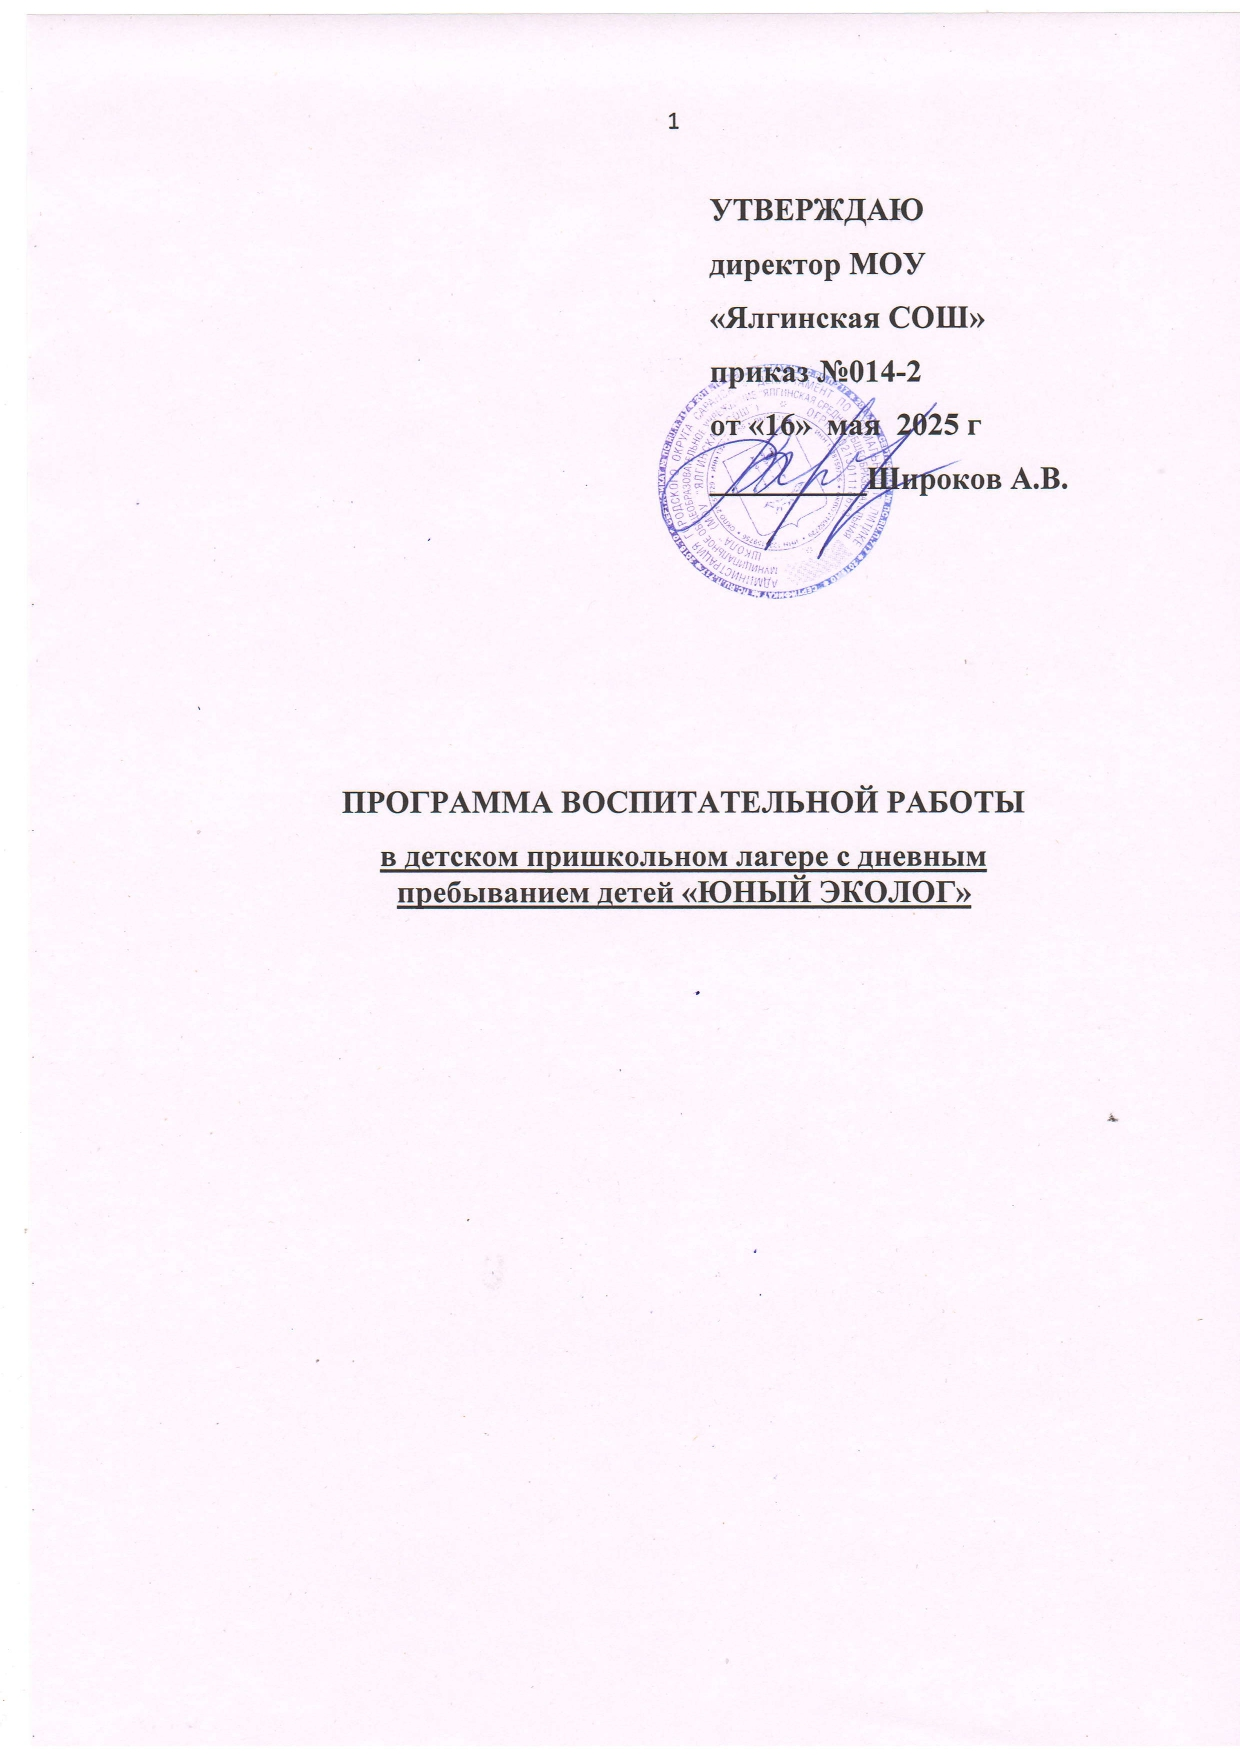 1
УТВЕРЖДАЮ
директор МОУ
«Ялгинская СОШ»
приказ №014-2
от «16» мая 2025 г
__________Широков А.В.
ПРОГРАММА ВОСПИТАТЕЛЬНОЙ РАБОТЫ
в детском пришкольном лагере с дневным
пребыванием детей «ЮНЫЙ ЭКОЛОГ»